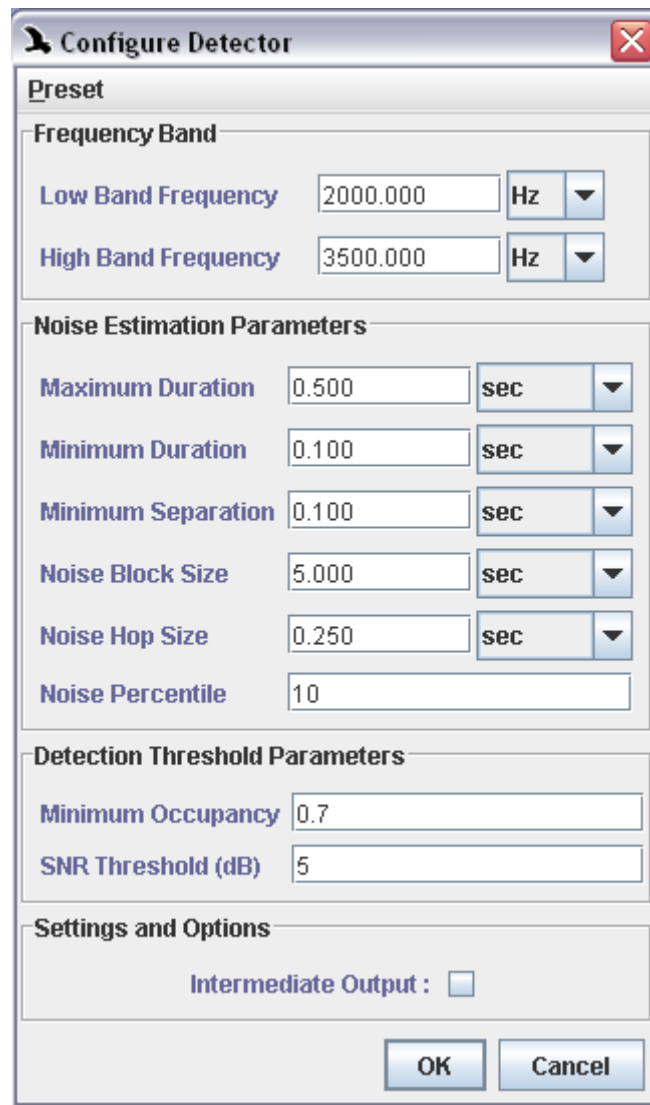 Configure Detector
Preset
Frequency Band
Low Band Frequency 2000.000 Hz
High Band Frequency 3500.000 Hz
Noise Estimation Parameters
Maximum Duration 0.500 sec
Minimum Duration 0.100 sec
Minimum Separation 0.100 sec
Noise Block Size 5.000 sec
Noise Hop Size 0.250 sec
Noise Percentile 10
Detection Threshold Parameters
Minimum Occupancy 0.7
SNR Threshold (dB) 5
Settings and Options
Intermediate Output :
OK Cancel